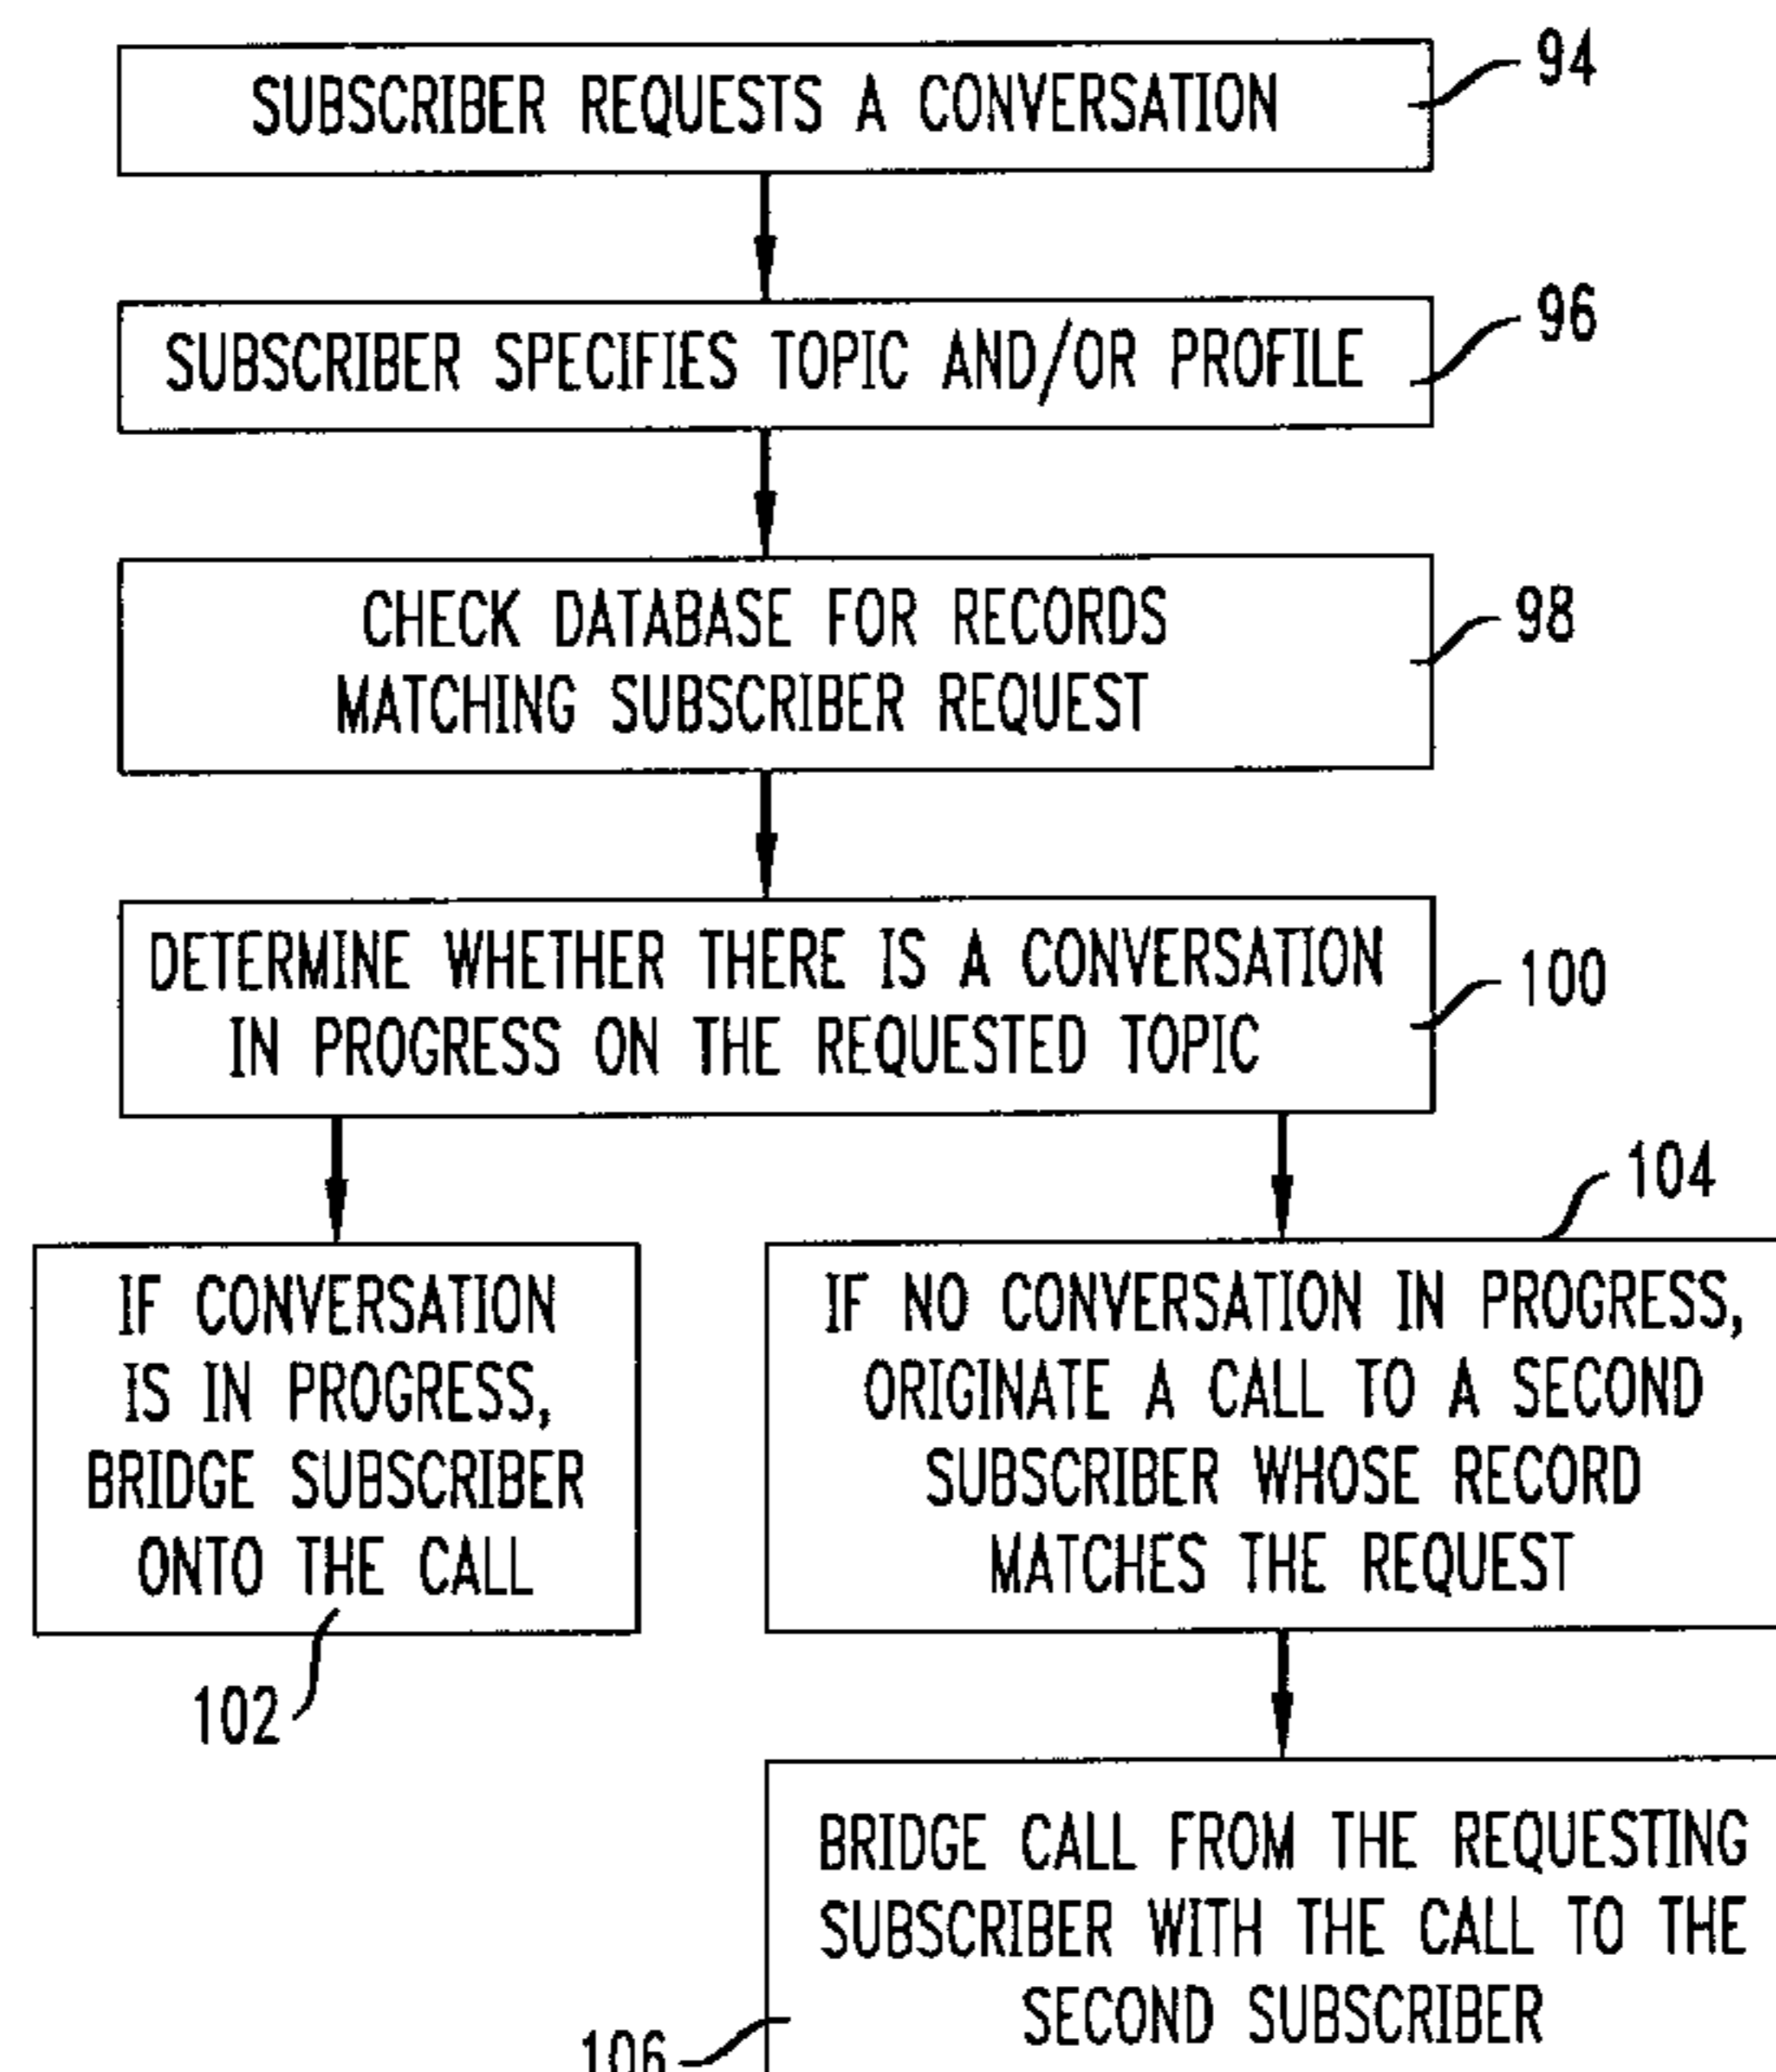 SUBSCRIBER REQUESTS A CONVERSATION
94
SUBSCRIBER SPECIFIES TOPIC AND/OR PROFILE
96
CHECK DATABASE FOR RECORDS
MATCHING SUBSCRIBER REQUEST
98
DETERMINE WHETHER THERE IS A CONVERSATION
IN PROGRESS ON THE REQUESTED TOPIC
100
IF CONVERSATION
IS IN PROGRESS,
BRIDGE SUBSCRIBER
ONTO THE CALL
102
104
IF NO CONVERSATION IN PROGRESS,
ORIGINATE A CALL TO A SECOND
SUBSCRIBER WHOSE RECORD
MATCHES THE REQUEST
BRIDGE CALL FROM THE REQUESTING
SUBSCRIBER WITH THE CALL TO THE
SECOND SUBSCRIBER
106